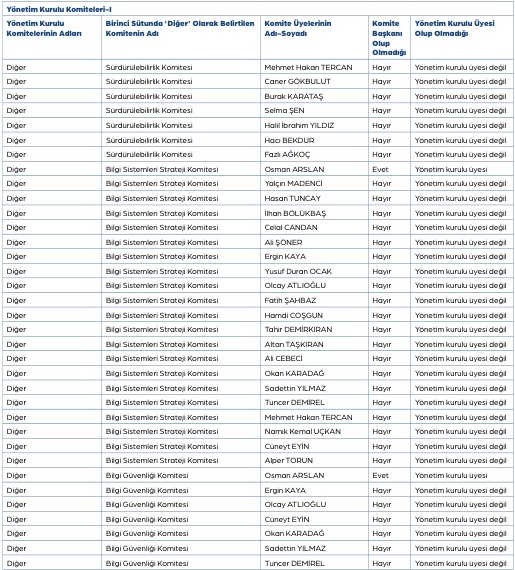 Yönetim Kurulu Komiteleri-I
Yönetim Kurulu Komitelerinin Adları | Birinci Sütunda 'Diğer' Olarak Belirtilen Komitenin Adı | Komite Üyelerinin Adı-Soyadı | Komite Başkanı Olup Olmadığı | Yönetim Kurulu Üyesi Olup Olmadığı
Diğer Sürdürülebilirlik Komitesi Mehmet Hakan TERCAN Hayır Yönetim kurulu üyesi değil
Diğer Sürdürülebilirlik Komitesi Caner GÖKBULUT Hayır Yönetim kurulu üyesi değil
Diğer Sürdürülebilirlik Komitesi Burak KARATAŞ Hayır Yönetim kurulu üyesi değil
Diğer Sürdürülebilirlik Komitesi Selma ŞEN Hayır Yönetim kurulu üyesi değil
Diğer Sürdürülebilirlik Komitesi Halil İbrahim YILDIZ Hayır Yönetim kurulu üyesi değil
Diğer Sürdürülebilirlik Komitesi Hacı BEKDUR Hayır Yönetim kurulu üyesi değil
Diğer Sürdürülebilirlik Komitesi Fazlı AĞKOÇ Hayır Yönetim kurulu üyesi değil
Diğer Bilgi Sistemleri Strateji Komitesi Osman ARSLAN Evet Yönetim kurulu üyesi
Diğer Bilgi Sistemleri Strateji Komitesi Yalçın MADENCİ Hayır Yönetim kurulu üyesi değil
Diğer Bilgi Sistemleri Strateji Komitesi Hasan TUNCAY Hayır Yönetim kurulu üyesi değil
Diğer Bilgi Sistemleri Strateji Komitesi İlhan BÖLÜKBAŞ Hayır Yönetim kurulu üyesi değil
Diğer Bilgi Sistemleri Strateji Komitesi Celal CANDAN Hayır Yönetim kurulu üyesi değil
Diğer Bilgi Sistemleri Strateji Komitesi Ali ŞÖNER Hayır Yönetim kurulu üyesi değil
Diğer Bilgi Sistemleri Strateji Komitesi Ergin KAYA Hayır Yönetim kurulu üyesi değil
Diğer Bilgi Sistemleri Strateji Komitesi Yusuf Duran OCAK Hayır Yönetim kurulu üyesi değil
Diğer Bilgi Sistemleri Strateji Komitesi Olcay ATLIOĞLU Hayır Yönetim kurulu üyesi değil
Diğer Bilgi Sistemleri Strateji Komitesi Fatih ŞAHBAZ Hayır Yönetim kurulu üyesi değil
Diğer Bilgi Sistemleri Strateji Komitesi Hamdi COŞGUN Hayır Yönetim kurulu üyesi değil
Diğer Bilgi Sistemleri Strateji Komitesi Tahir DEMİRKIRAN Hayır Yönetim kurulu üyesi değil
Diğer Bilgi Sistemleri Strateji Komitesi Altan TAŞKIRAN Hayır Yönetim kurulu üyesi değil
Diğer Bilgi Sistemleri Strateji Komitesi Ali CEBECİ Hayır Yönetim kurulu üyesi değil
Diğer Bilgi Sistemleri Strateji Komitesi Okan KARADAĞ Hayır Yönetim kurulu üyesi değil
Diğer Bilgi Sistemleri Strateji Komitesi Sadettin YILMAZ Hayır Yönetim kurulu üyesi değil
Diğer Bilgi Sistemleri Strateji Komitesi Tuncer DEMİREL Hayır Yönetim kurulu üyesi değil
Diğer Bilgi Sistemleri Strateji Komitesi Mehmet Hakan TERCAN Hayır Yönetim kurulu üyesi değil
Diğer Bilgi Sistemleri Strateji Komitesi Namık Kemal UÇKAN Hayır Yönetim kurulu üyesi değil
Diğer Bilgi Sistemleri Strateji Komitesi Cüneyt EYİN Hayır Yönetim kurulu üyesi değil
Diğer Bilgi Sistemleri Strateji Komitesi Alper TORUN Hayır Yönetim kurulu üyesi değil
Diğer Bilgi Güvenliği Komitesi Osman ARSLAN Evet Yönetim kurulu üyesi
Diğer Bilgi Güvenliği Komitesi Ergin KAYA Hayır Yönetim kurulu üyesi değil
Diğer Bilgi Güvenliği Komitesi Olcay ATLIOĞLU Hayır Yönetim kurulu üyesi değil
Diğer Bilgi Güvenliği Komitesi Cüneyt EYİN Hayır Yönetim kurulu üyesi değil
Diğer Bilgi Güvenliği Komitesi Okan KARADAĞ Hayır Yönetim kurulu üyesi değil
Diğer Bilgi Güvenliği Komitesi Sadettin YILMAZ Hayır Yönetim kurulu üyesi değil
Diğer Bilgi Güvenliği Komitesi Tuncer DEMİREL Hayır Yönetim kurulu üyesi değil